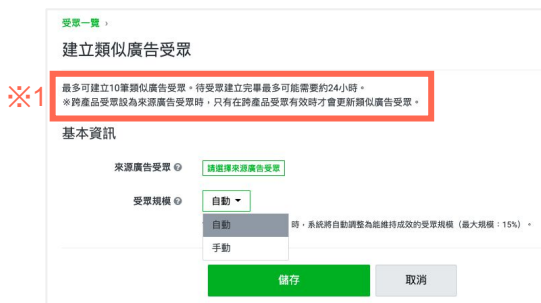 受眾一覽 ›
建立類似廣告受眾
※1
最多可建立10筆類似廣告受眾。待受眾建立完畢最多可能需要約24小時。
※跨產品受眾設為來源廣告受眾時，只有在跨產品受眾有效時才會更新類似廣告受眾。
基本資訊
來源廣告受眾 ?
請選擇來源廣告受眾
受眾規模 ?
自動
自動
時，系統將自動調整為能維持成效的受眾規模（最大規模：15%）。
手動
儲存
取消